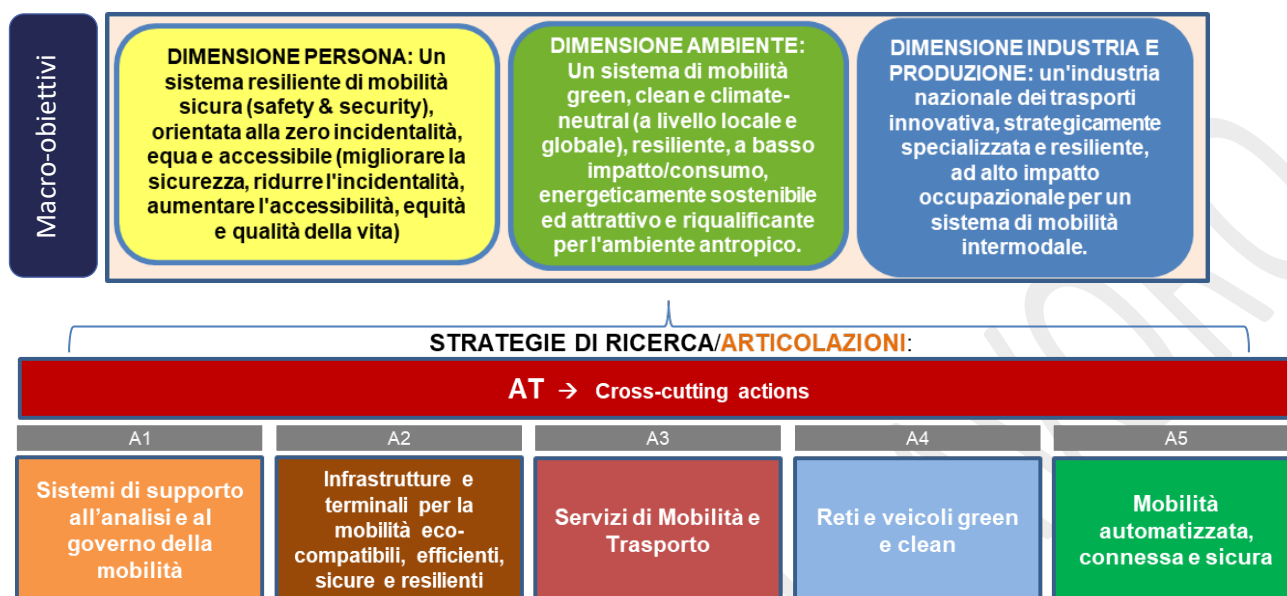 Macro-obiettivi
DIMENSIONE PERSONA: Un
sistema resiliente di mobilità
sicura (safety & security),
orientata alla zero incidentalità,
equa e accessibile (migliorare la
sicurezza, ridurre l'incidentalità,
aumentare l'accessibilità, equità
e qualità della vita)
DIMENSIONE AMBIENTE:
Un sistema di mobilità
green, clean e climate-
neutral (a livello locale e
globale), resiliente, a basso
impatto/consumo,
energeticamente sostenibile
ed attrattivo e riqualificante
per l'ambiente antropico.
DIMENSIONE INDUSTRIA E
PRODUZIONE: un'industria
nazionale dei trasporti
innovativa, strategicamente
specializzata e resiliente,
ad alto impatto
occupazionale per un
sistema di mobilità
intermodale.
STRATEGIE DI RICERCA/ARTICOLAZIONI:
AT → Cross-cutting actions
A1
Sistemi di supporto
all’analisi e al
governo della
mobilità
A2
Infrastrutture e
terminali per la
mobilità eco-
compatibili, efficienti,
sicure e resilienti
A3
Servizi di Mobilità e
Trasporto
A4
Reti e veicoli green
e clean
A5
Mobilità
automatizzata,
connessa e sicura